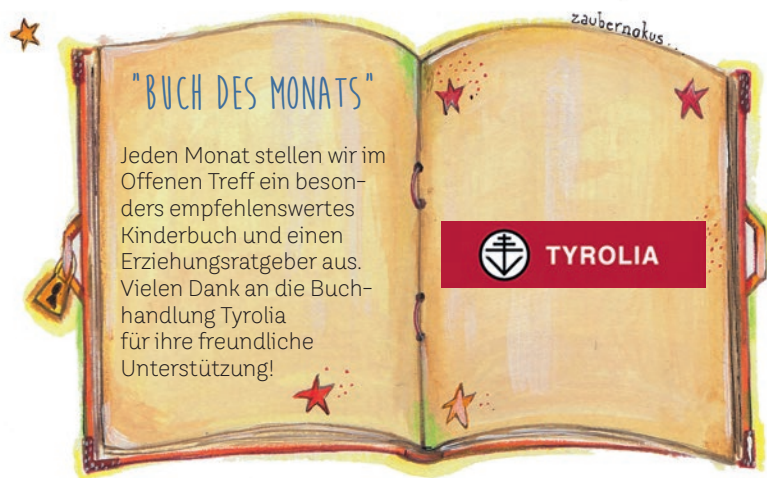 zaubernokus...
"BUCH DES MONATS"
Jeden Monat stellen wir im
Offenen Treff ein beson-
ders empfehlenswertes
Kinderbuch und einen
Erziehungsratgeber aus.
Vielen Dank an die Buch-
handlung Tyrolia
für ihre freundliche
Unterstützung!
TYROLIA